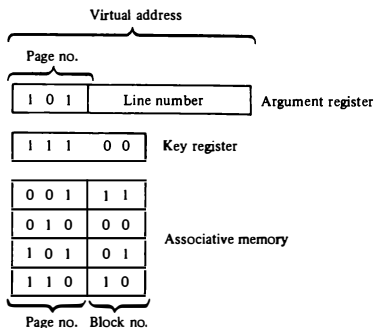 Virtual address
Page no.
1 0 1 Line number Argument register
1 1 1 0 0 Key register
0 0 1 1 1
0 1 0 0 0
Associative memory
1 0 1 0 1
1 1 0 1 0
Page no. Block no.